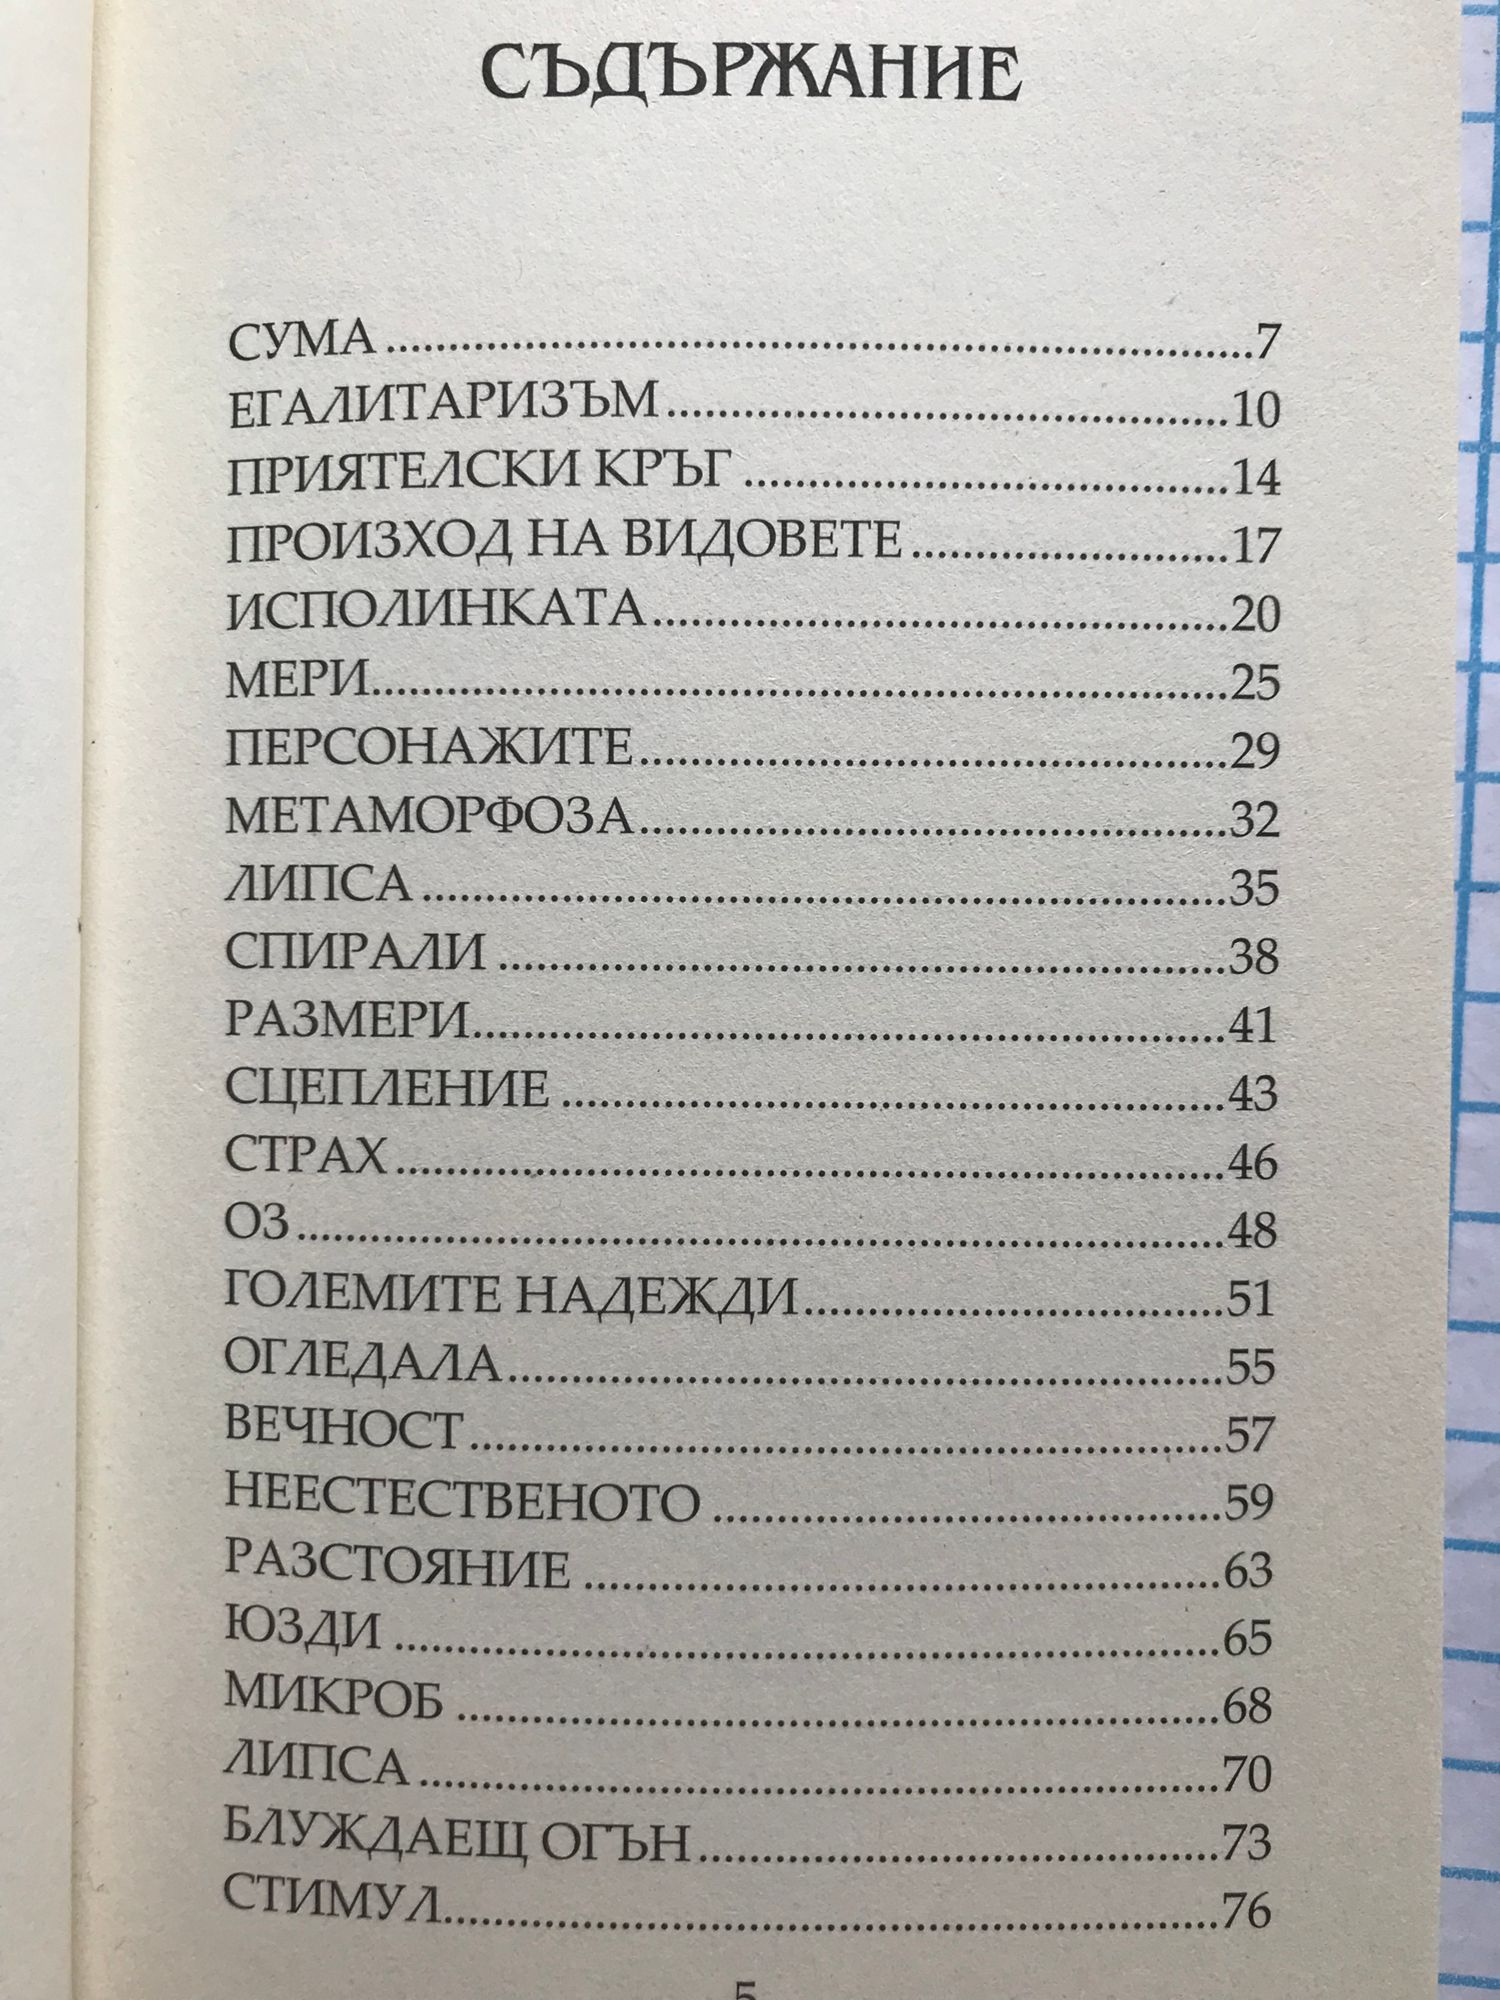 СЪДЪРЖАНИЕ
СУМА ........................................................................7
ЕГАЛИТАРИЗЪМ...............................................10
ПРИЯТЕЛСКИ КРЪГ ........................................14
ПРОИЗХОД НА ВИДОВЕТЕ..........................17
ИСПОЛИНКАТА................................................20
МЕРИ.......................................................................25
ПЕРСОНАЖИТЕ.................................................29
МЕТАМОРФОЗА.................................................32
ЛИПСА ...................................................................35
СПИРАЛИ .............................................................38
РАЗМЕРИ...............................................................41
СЦЕПЛЕНИЕ .......................................................43
СТРАХ.....................................................................46
ОЗ.............................................................................48
ГОЛЕМИТЕ НАДЕЖДИ...................................51
ОГЛЕДАЛА...........................................................55
ВЕЧНОСТ...............................................................57
НЕЕСТЕСТВЕНОТО ..........................................59
РАЗСТОЯНИЕ .....................................................63
ЮЗДИ .....................................................................65
МИКРОБ ................................................................68
ЛИПСА ...................................................................70
БЛУЖДАЕЩ ОГЪН...........................................73
СТИМУЛ.................................................................76
5